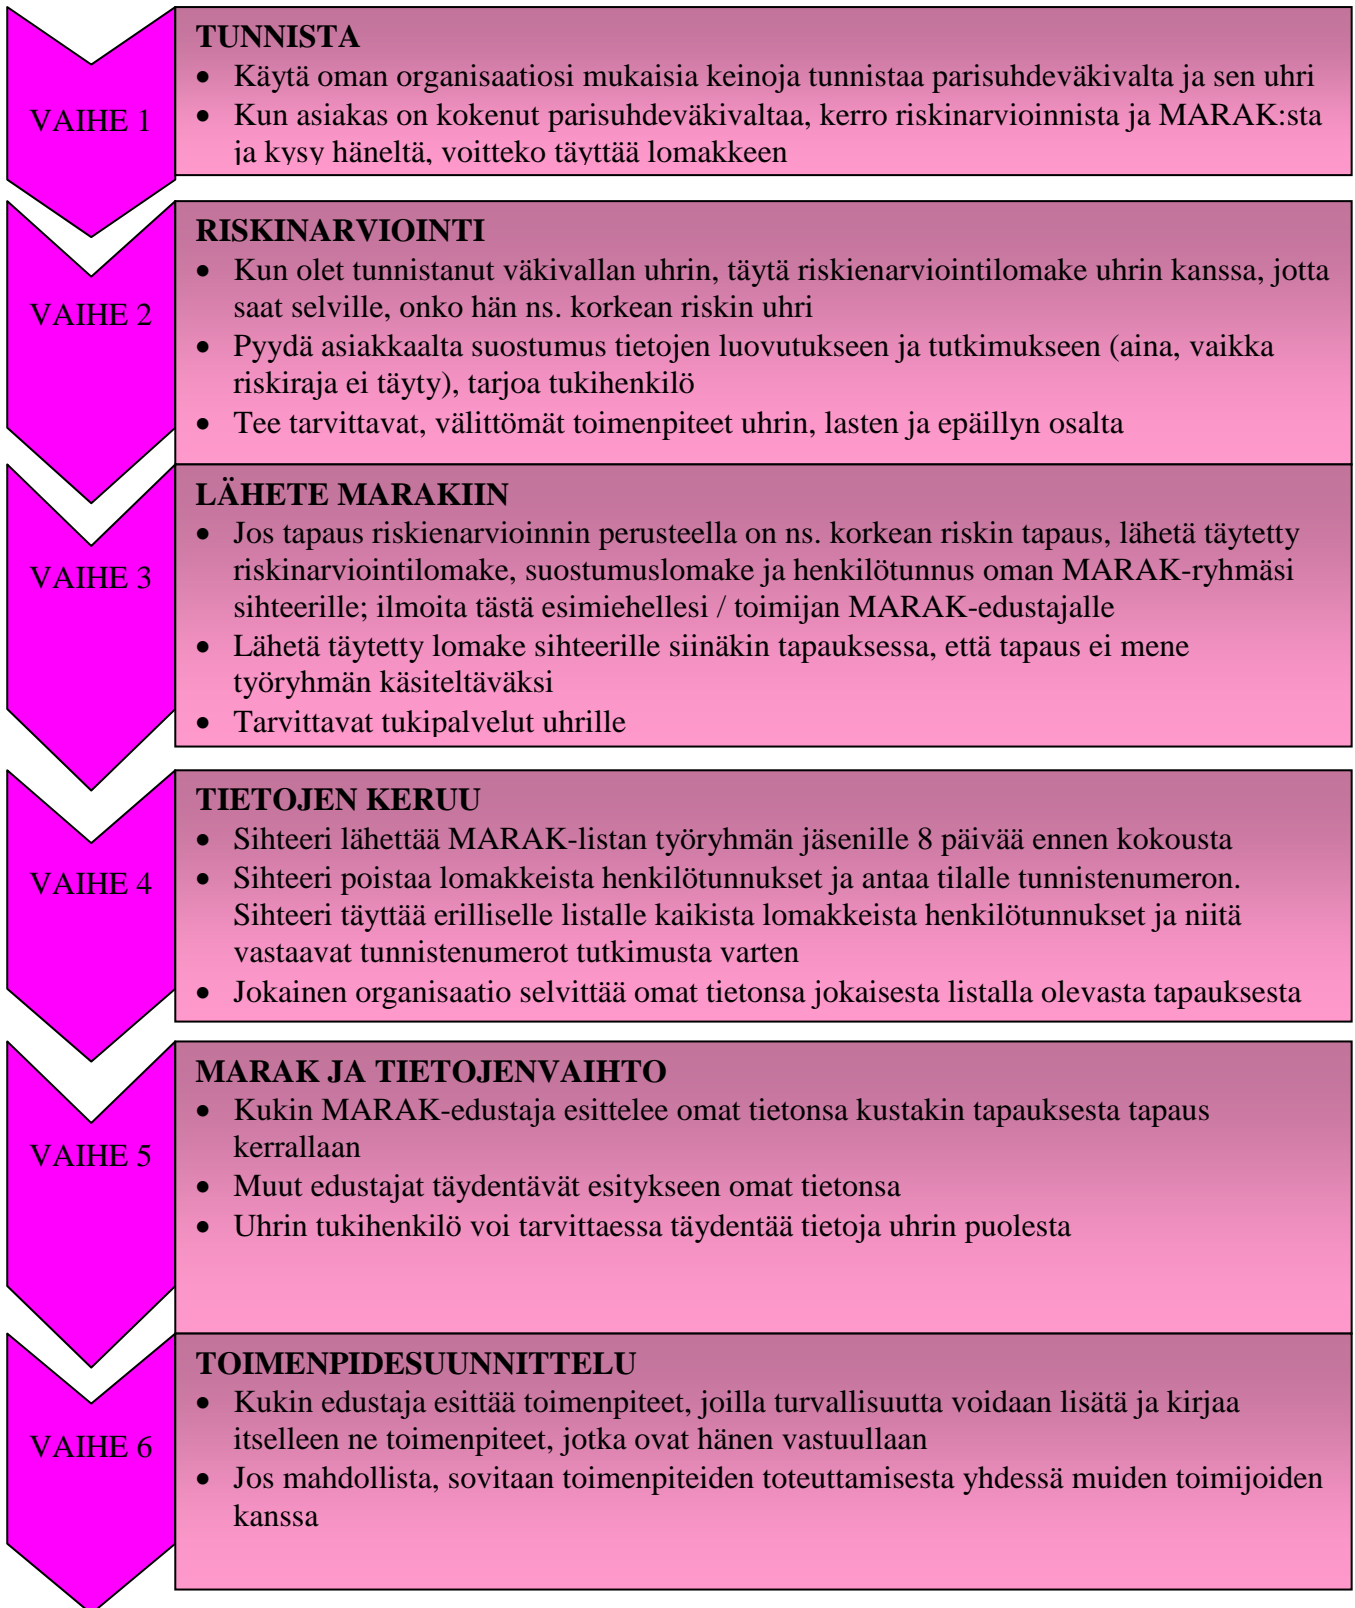 TUNNISTA
• Käytä oman organisaatiosi mukaisia keinoja tunnistaa parisuhdeväkivalta ja sen uhri
VAIHE 1
• Kun asiakas on kokenut parisuhdeväkivaltaa, kerro riskinarvioinnista ja MARAK:sta
ja kysy häneltä, voitteko täyttää lomakkeen
RISKINARVIOINTI
• Kun olet tunnistanut väkivallan uhrin, täytä riskienarviointilomake uhrin kanssa, jotta
saat selville, onko hän ns. korkean riskin uhri
VAIHE 2
• Pyydä asiakkaalta suostumus tietojen luovutukseen ja tutkimukseen (aina, vaikka
riskiraja ei täyty), tarjoa tukihenkilö
• Tee tarvittavat, välittömät toimenpiteet uhrin, lasten ja epäillyn osalta
LÄHETE MARAKIIN
• Jos tapaus riskienarvioinnin perusteella on ns. korkean riskin tapaus, lähetä täytetty
riskinarviointilomake, suostumuslomake ja henkilötunnus oman MARAK-ryhmäsi
VAIHE 3
sihteerille; ilmoita tästä esimiehellesi / toimijan MARAK-edustajalle
• Lähetä täytetty lomake sihteerille siinäkin tapauksessa, että tapaus ei mene
työryhmän käsiteltäväksi
• Tarvittavat tukipalvelut uhrille
TIETOJEN KERUU
• Sihteeri lähettää MARAK-listan työryhmän jäsenille 8 päivää ennen kokousta
VAIHE 4
• Sihteeri poistaa lomakkeista henkilötunnukset ja antaa tilalle tunnistenumeron.
Sihteeri täyttää erilliselle listalle kaikista lomakkeista henkilötunnukset ja niitä
vastaavat tunnistenumerot tutkimusta varten
• Jokainen organisaatio selvittää omat tietonsa jokaisesta listalla olevasta tapauksesta
MARAK JA TIETOJENVAIHTO
• Kukin MARAK-edustaja esittelee omat tietonsa kustakin tapauksesta tapaus
kerrallaan
VAIHE 5
• Muut edustajat täydentävät esitykseen omat tietonsa
• Uhrin tukihenkilö voi tarvittaessa täydentää tietoja uhrin puolesta
TOIMENPIDESUUNNITTELU
• Kukin edustaja esittää toimenpiteet, joilla turvallisuutta voidaan lisätä ja kirjaa
itselleen ne toimenpiteet, jotka ovat hänen vastuullaan
VAIHE 6
• Jos mahdollista, sovitaan toimenpiteiden toteuttamisesta yhdessä muiden toimijoiden
kanssa